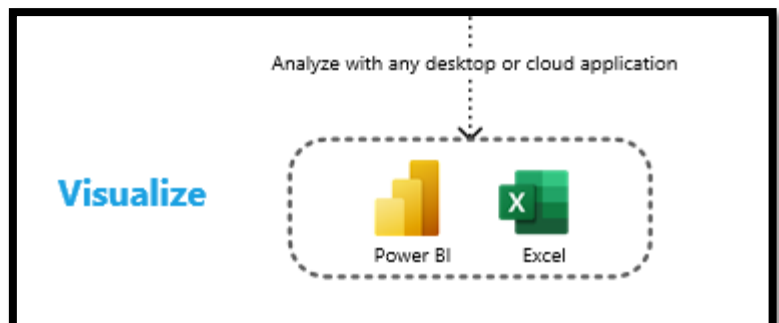 Analyze with any desktop or cloud application
Visualize
X
Power BI
Excel